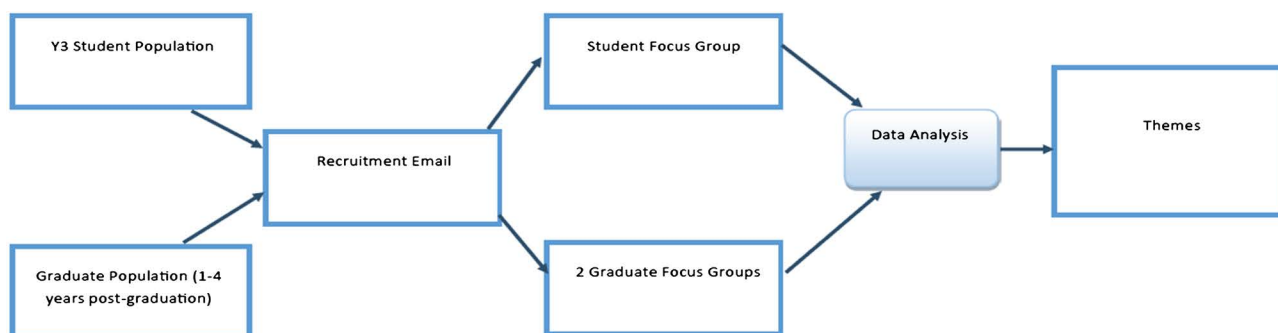 Y3 Student Population
Student Focus Group
Data Analysis
Themes
Recruitment Email
Graduate Population (1-4
years post-graduation)
2 Graduate Focus Groups